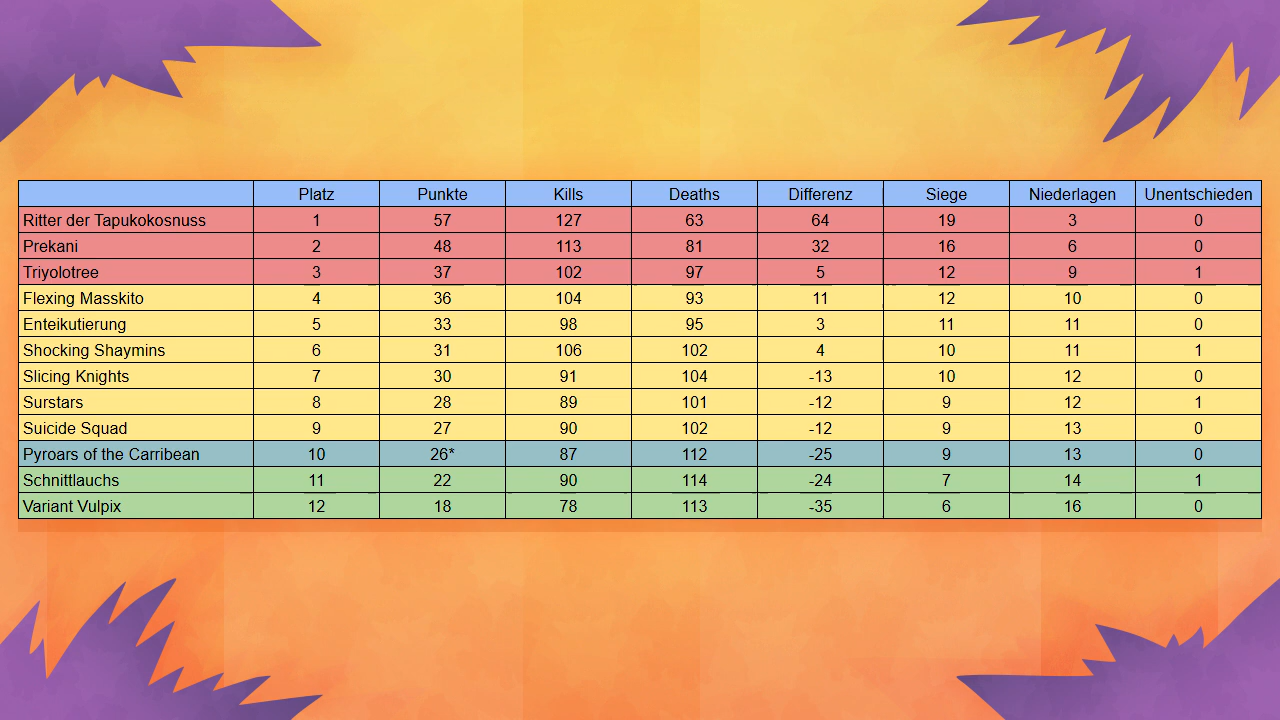 Platz Punkte Kills Deaths Differenz Siege Niederlagen Unentschieden
Ritter der Tapukokosnuss 1 57 127 63 64 19 3 0
Prekani 2 48 113 81 32 16 6 0
Triyolotree 3 37 102 97 5 12 9 1
Flexing Masskito 4 36 104 93 11 12 10 0
Enteikutierung 5 33 98 95 3 11 11 0
Shocking Shaymins 6 31 106 102 4 10 11 1
Slicing Knights 7 30 91 104 -13 10 12 0
Surstars 8 28 89 101 -12 9 12 1
Suicide Squad 9 27 90 102 -12 9 13 0
Pyroars of the Carribean 10 26* 87 112 -25 9 13 0
Schnittlauchs 11 22 90 114 -24 7 14 1
Variant Vulpix 12 18 78 113 -35 6 16 0